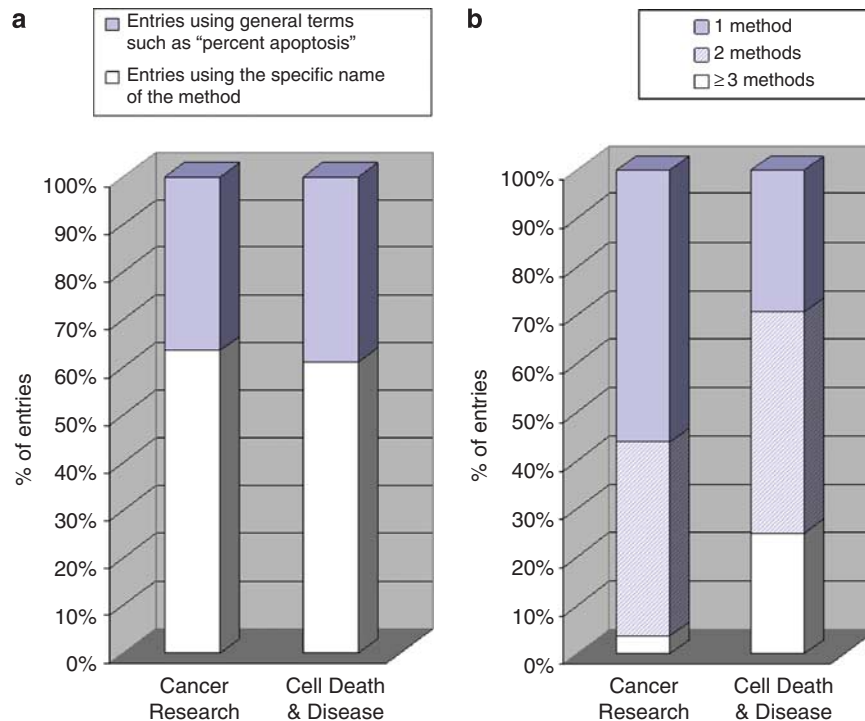 a
Entries using general terms
such as “percent apoptosis”
Entries using the specific name
of the method
100%
90%
80%
70%
60%
50%
40%
30%
20%
10%
0%
% of entries
Cancer
Research
Cell Death
& Disease
b
1 method
2 methods
≥3 methods
100%
90%
80%
70%
60%
50%
40%
30%
20%
10%
0%
% of entries
Cancer
Research
Cell Death
& Disease